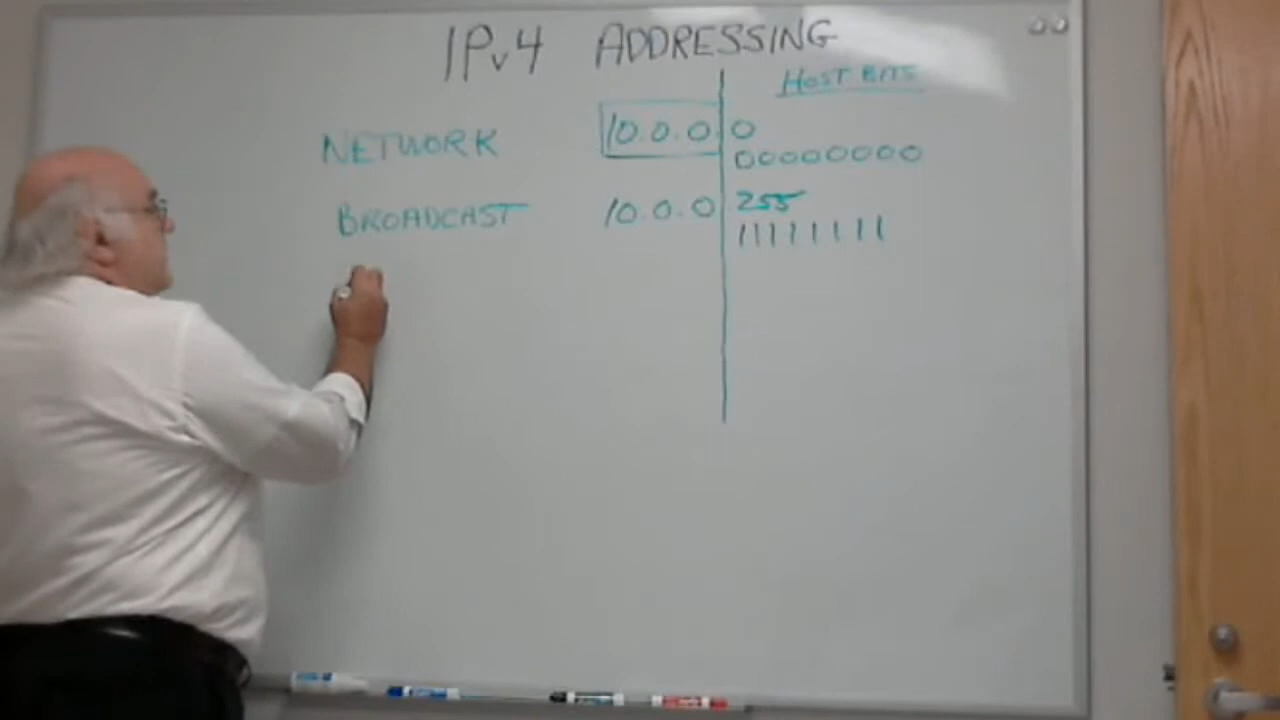 IPv4 ADDRESSING
HOST BITS
NETWORK 10.0.0.0
00000000
BROADCAST 10.0.0 255
11111111